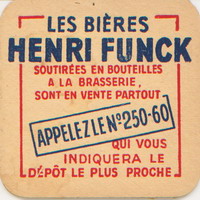 LES BIÈRES
HENRI FUNCK
SOUTIRÉES EN BOUTEILLES
A LA BRASSERIE,
SONT EN VENTE PARTOUT
APPELEZ LE Nº 250-60
QUI VOUS
INDIQUERA LE
DÉPÔT LE PLUS PROCHE